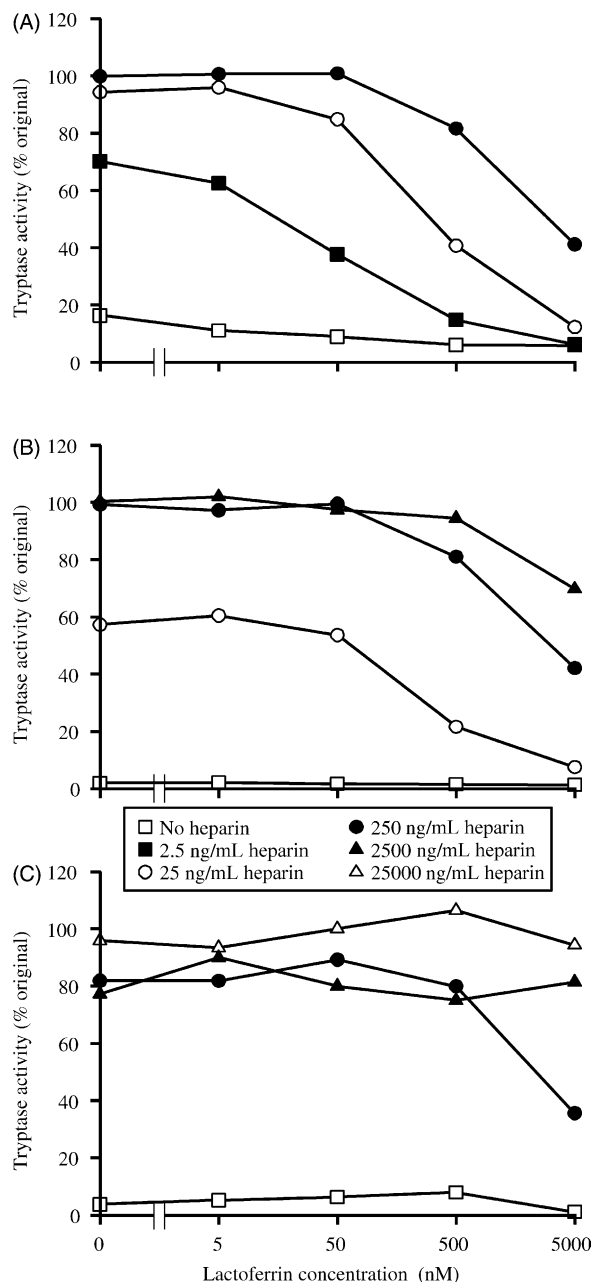 (A)
120
100
80
60
40
20
0
Tryptase activity (% original)
(B)
120
100
80
60
40
20
0
Tryptase activity (% original)
No heparin
250 ng/mL heparin
2.5 ng/mL heparin
2500 ng/mL heparin
25 ng/mL heparin
25000 ng/mL heparin
(C)
120
100
80
60
40
20
0
Tryptase activity (% original)
0 5 50 500 5000
Lactoferrin concentration (nM)